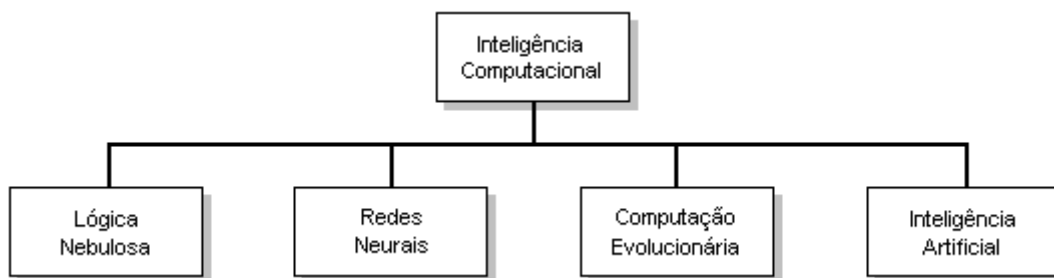 Inteligência
Computacional
Lógica
Nebulosa
Redes
Neurais
Computação
Evolucionária
Inteligência
Artificial